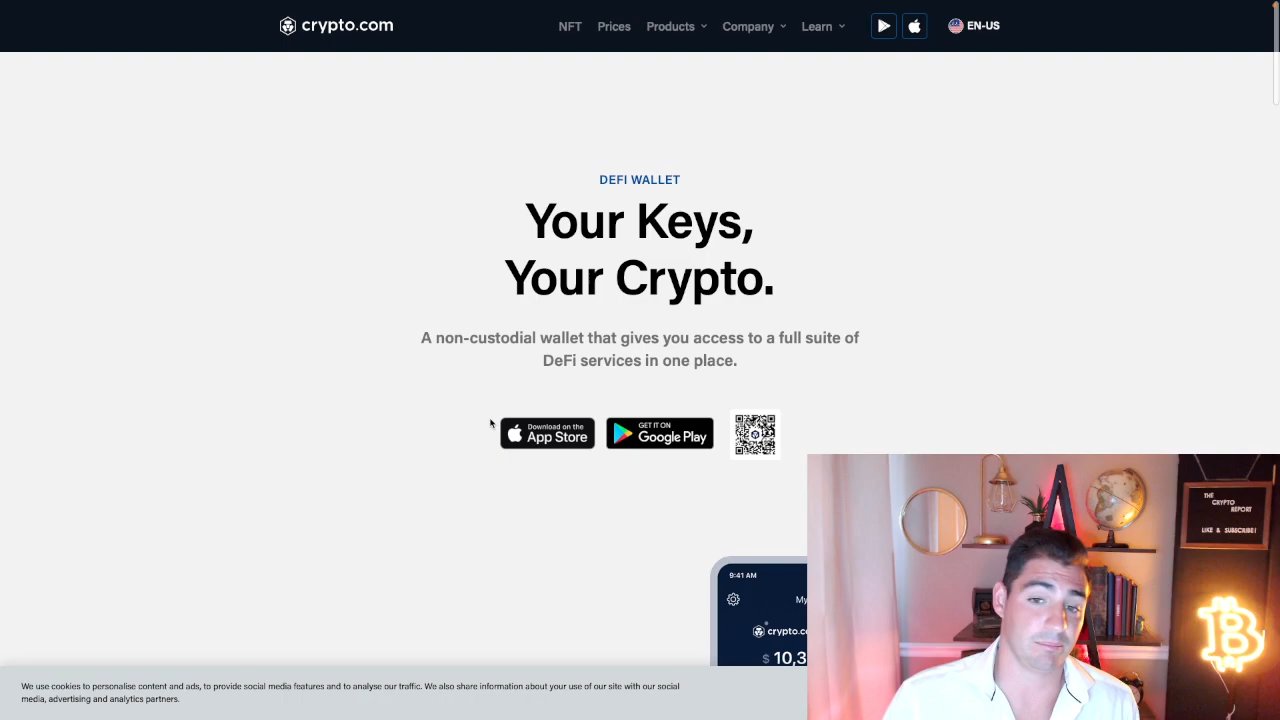 crypto.com
NFT Prices Products Company Learn EN-US
DEFI WALLET
Your Keys,
Your Crypto.
A non-custodial wallet that gives you access to a full suite of
DeFi services in one place.
Download on the
App Store
GET IT ON
Google Play
9:41 AM
My
crypto.co
$ 10,3
We use cookies to personalise content and ads, to provide social media features and to analyse our traffic. We also share information about your use of our site with our social
media, advertising and analytics partners.
THE
CRYPTO
REPORT
LIKE & SUBSCRIBE!